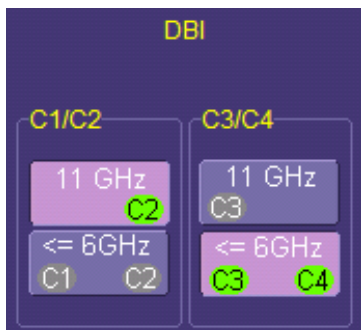 DBI
C1/C2
11 GHz
C2
<= 6GHz
C1 C2
C3/C4
11 GHz
C3
<= 6GHz
C3 C4